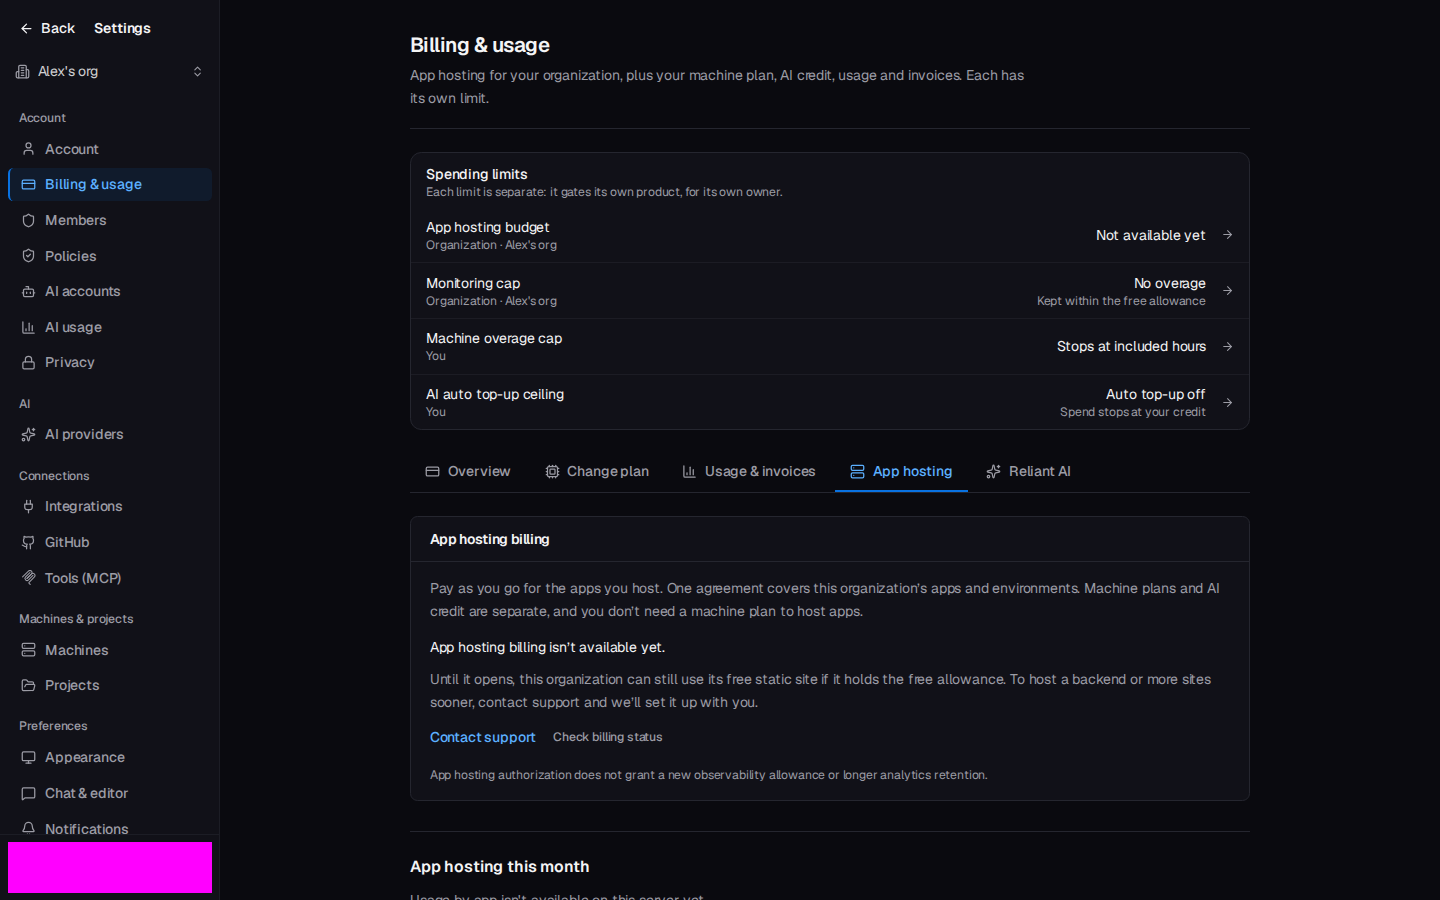 Back Settings
Alex's org
Account
Account
Billing & usage
Members
Policies
AI accounts
AI usage
Privacy
AI
AI providers
Connections
Integrations
GitHub
Tools (MCP)
Machines & projects
Machines
Projects
Preferences
Appearance
Chat & editor
Notifications
Billing & usage
App hosting for your organization, plus your machine plan, AI credit, usage and invoices. Each has
its own limit.
Spending limits
Each limit is separate: it gates its own product, for its own owner.
App hosting budget
Organization · Alex's org
Not available yet
Monitoring cap
Organization · Alex's org
No overage
Kept within the free allowance
Machine overage cap
You
Stops at included hours
AI auto top-up ceiling
You
Auto top-up off
Spend stops at your credit
Overview Change plan Usage & invoices App hosting Reliant AI
App hosting billing
Pay as you go for the apps you host. One agreement covers this organization's apps and environments. Machine plans and AI
credit are separate, and you don't need a machine plan to host apps.
App hosting billing isn't available yet.
Until it opens, this organization can still use its free static site if it holds the free allowance. To host a backend or more sites
sooner, contact support and we'll set it up with you.
Contact support Check billing status
App hosting authorization does not grant a new observability allowance or longer analytics retention.
App hosting this month
Usage by app isn't available on this server yet.